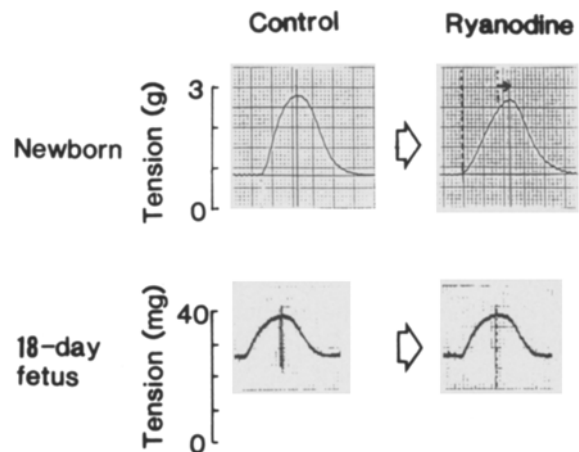 Control Ryanodine
Newborn
Tension (g)
3
0
18-day
fetus
Tension (mg)
40
0